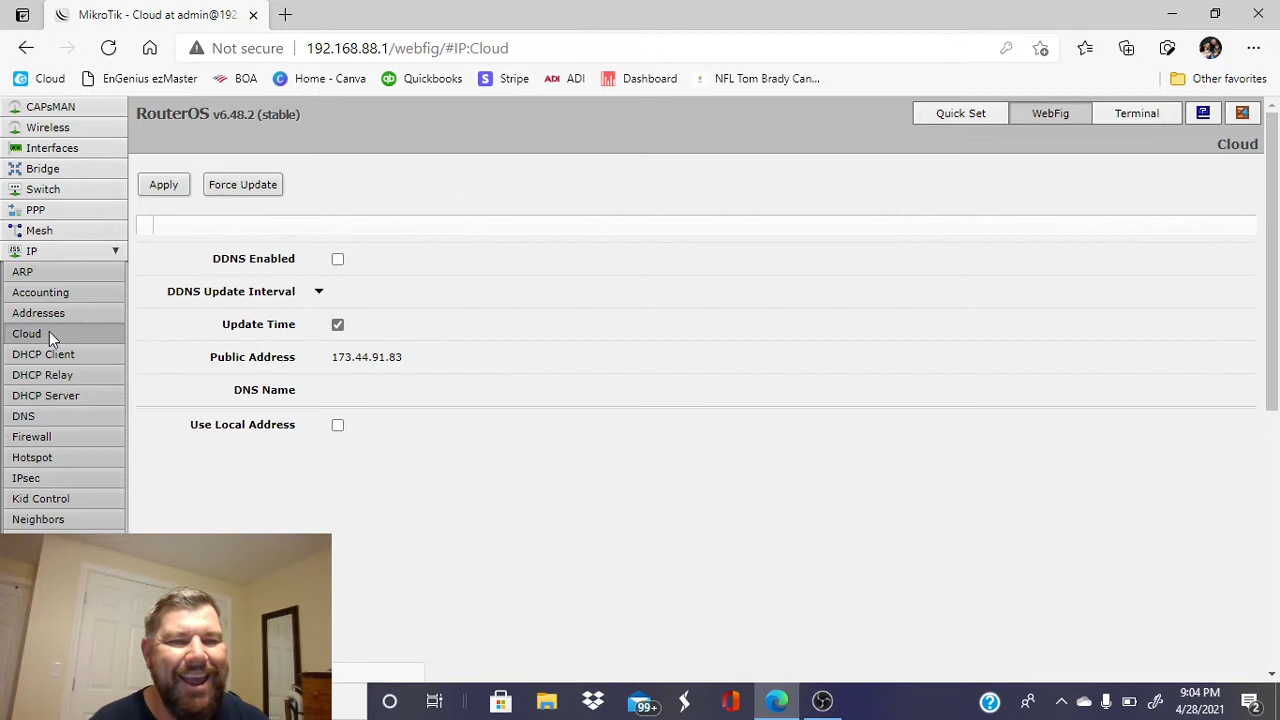 MikroTik - Cloud at admin@192.
Not secure
192.168.88.1/webfig/#IP:Cloud
Cloud
EnGenius ezMaster
BOA
Home - Canva
Quickbooks
Stripe
ADI ADI
Dashboard
NFL Tom Brady Can...
Other favorites
CAPsMAN
Wireless
Interfaces
Bridge
Switch
PPP
Mesh
IP
ARP
Accounting
Addresses
Cloud
DHCP Client
DHCP Relay
DHCP Server
DNS
Firewall
Hotspot
IPsec
Kid Control
Neighbors
RouterOS v6.48.2 (stable)
Quick Set
WebFig
Terminal
Cloud
Apply
Force Update
DDNS Enabled
DDNS Update Interval
Update Time
Public Address 173.44.91.83
DNS Name
Use Local Address
99+
9:04 PM
4/28/2021
2